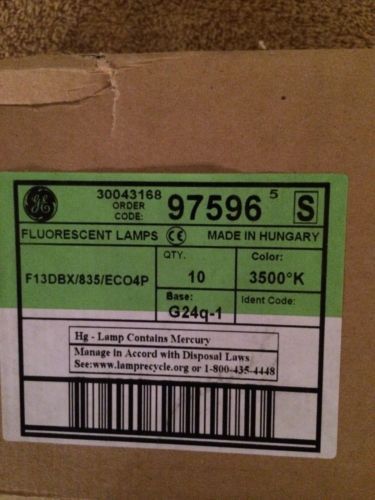 GE
30043168
ORDER CODE: 97596 5 S
FLUORESCENT LAMPS CE MADE IN HUNGARY
F13DBX/835/ECO4P
QTY. 10
Color: 3500°K
Base: G24q-1
Ident Code:
Hg - Lamp Contains Mercury
Manage in Accord with Disposal Laws
See:www.lamprecycle.org or 1-800-435-4448